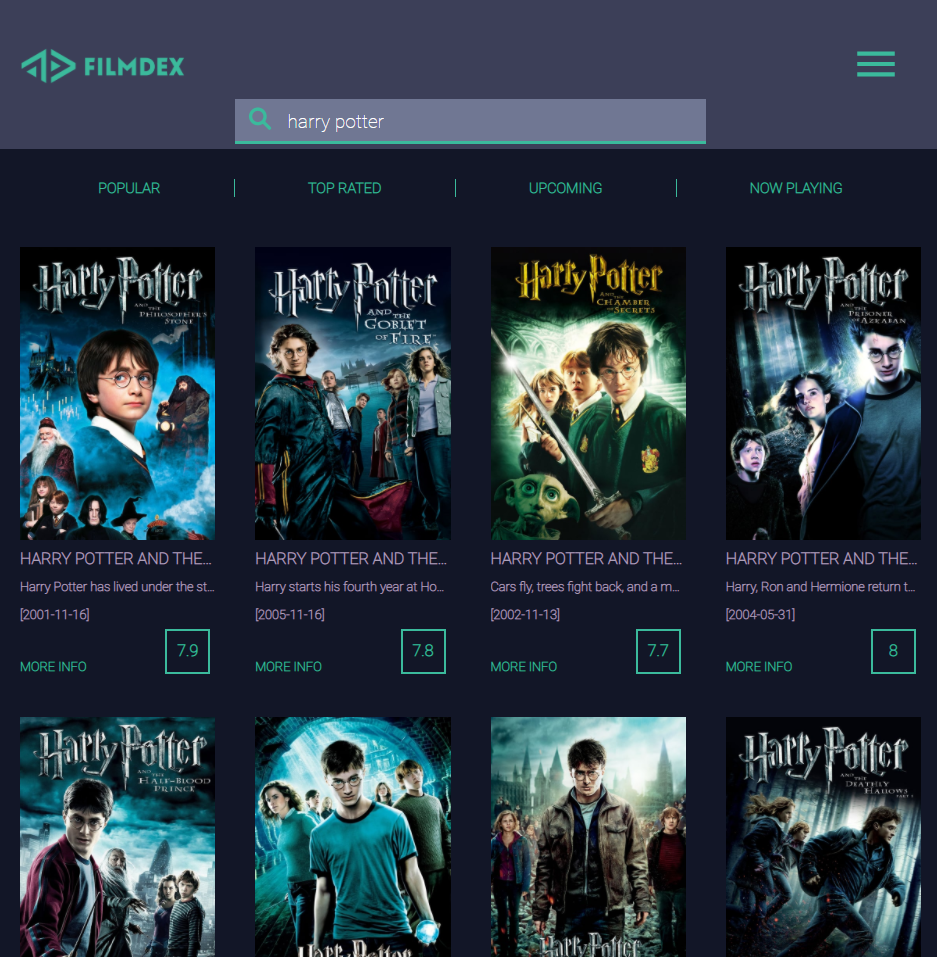 FILMDEX
harry potter
POPULAR
TOP RATED
UPCOMING
NOW PLAYING
Harry Potter
AND THE
PHILOSOPHER'S
STONE
Harry Potter
AND THE
GOBLET
OF FIRE
Harry Potter
AND THE
CHAMBER
OF SECRETS
Harry Potter
AND THE
PRISONER
OF AZKABAN
HARRY POTTER AND THE...
Harry Potter has lived under the st...
[2001-11-16]
MORE INFO
7.9
HARRY POTTER AND THE...
Harry starts his fourth year at Ho...
[2005-11-16]
MORE INFO
7.8
HARRY POTTER AND THE...
Cars fly, trees fight back, and a m...
[2002-11-13]
MORE INFO
7.7
HARRY POTTER AND THE...
Harry, Ron and Hermione return t...
[2004-05-31]
MORE INFO
8
Harry Potter
AND THE
HALF-BLOOD
PRINCE
Harry Potter
Harry Potter
Harry Potter
AND THE
DEATHLY
HALLOWS
PART 1